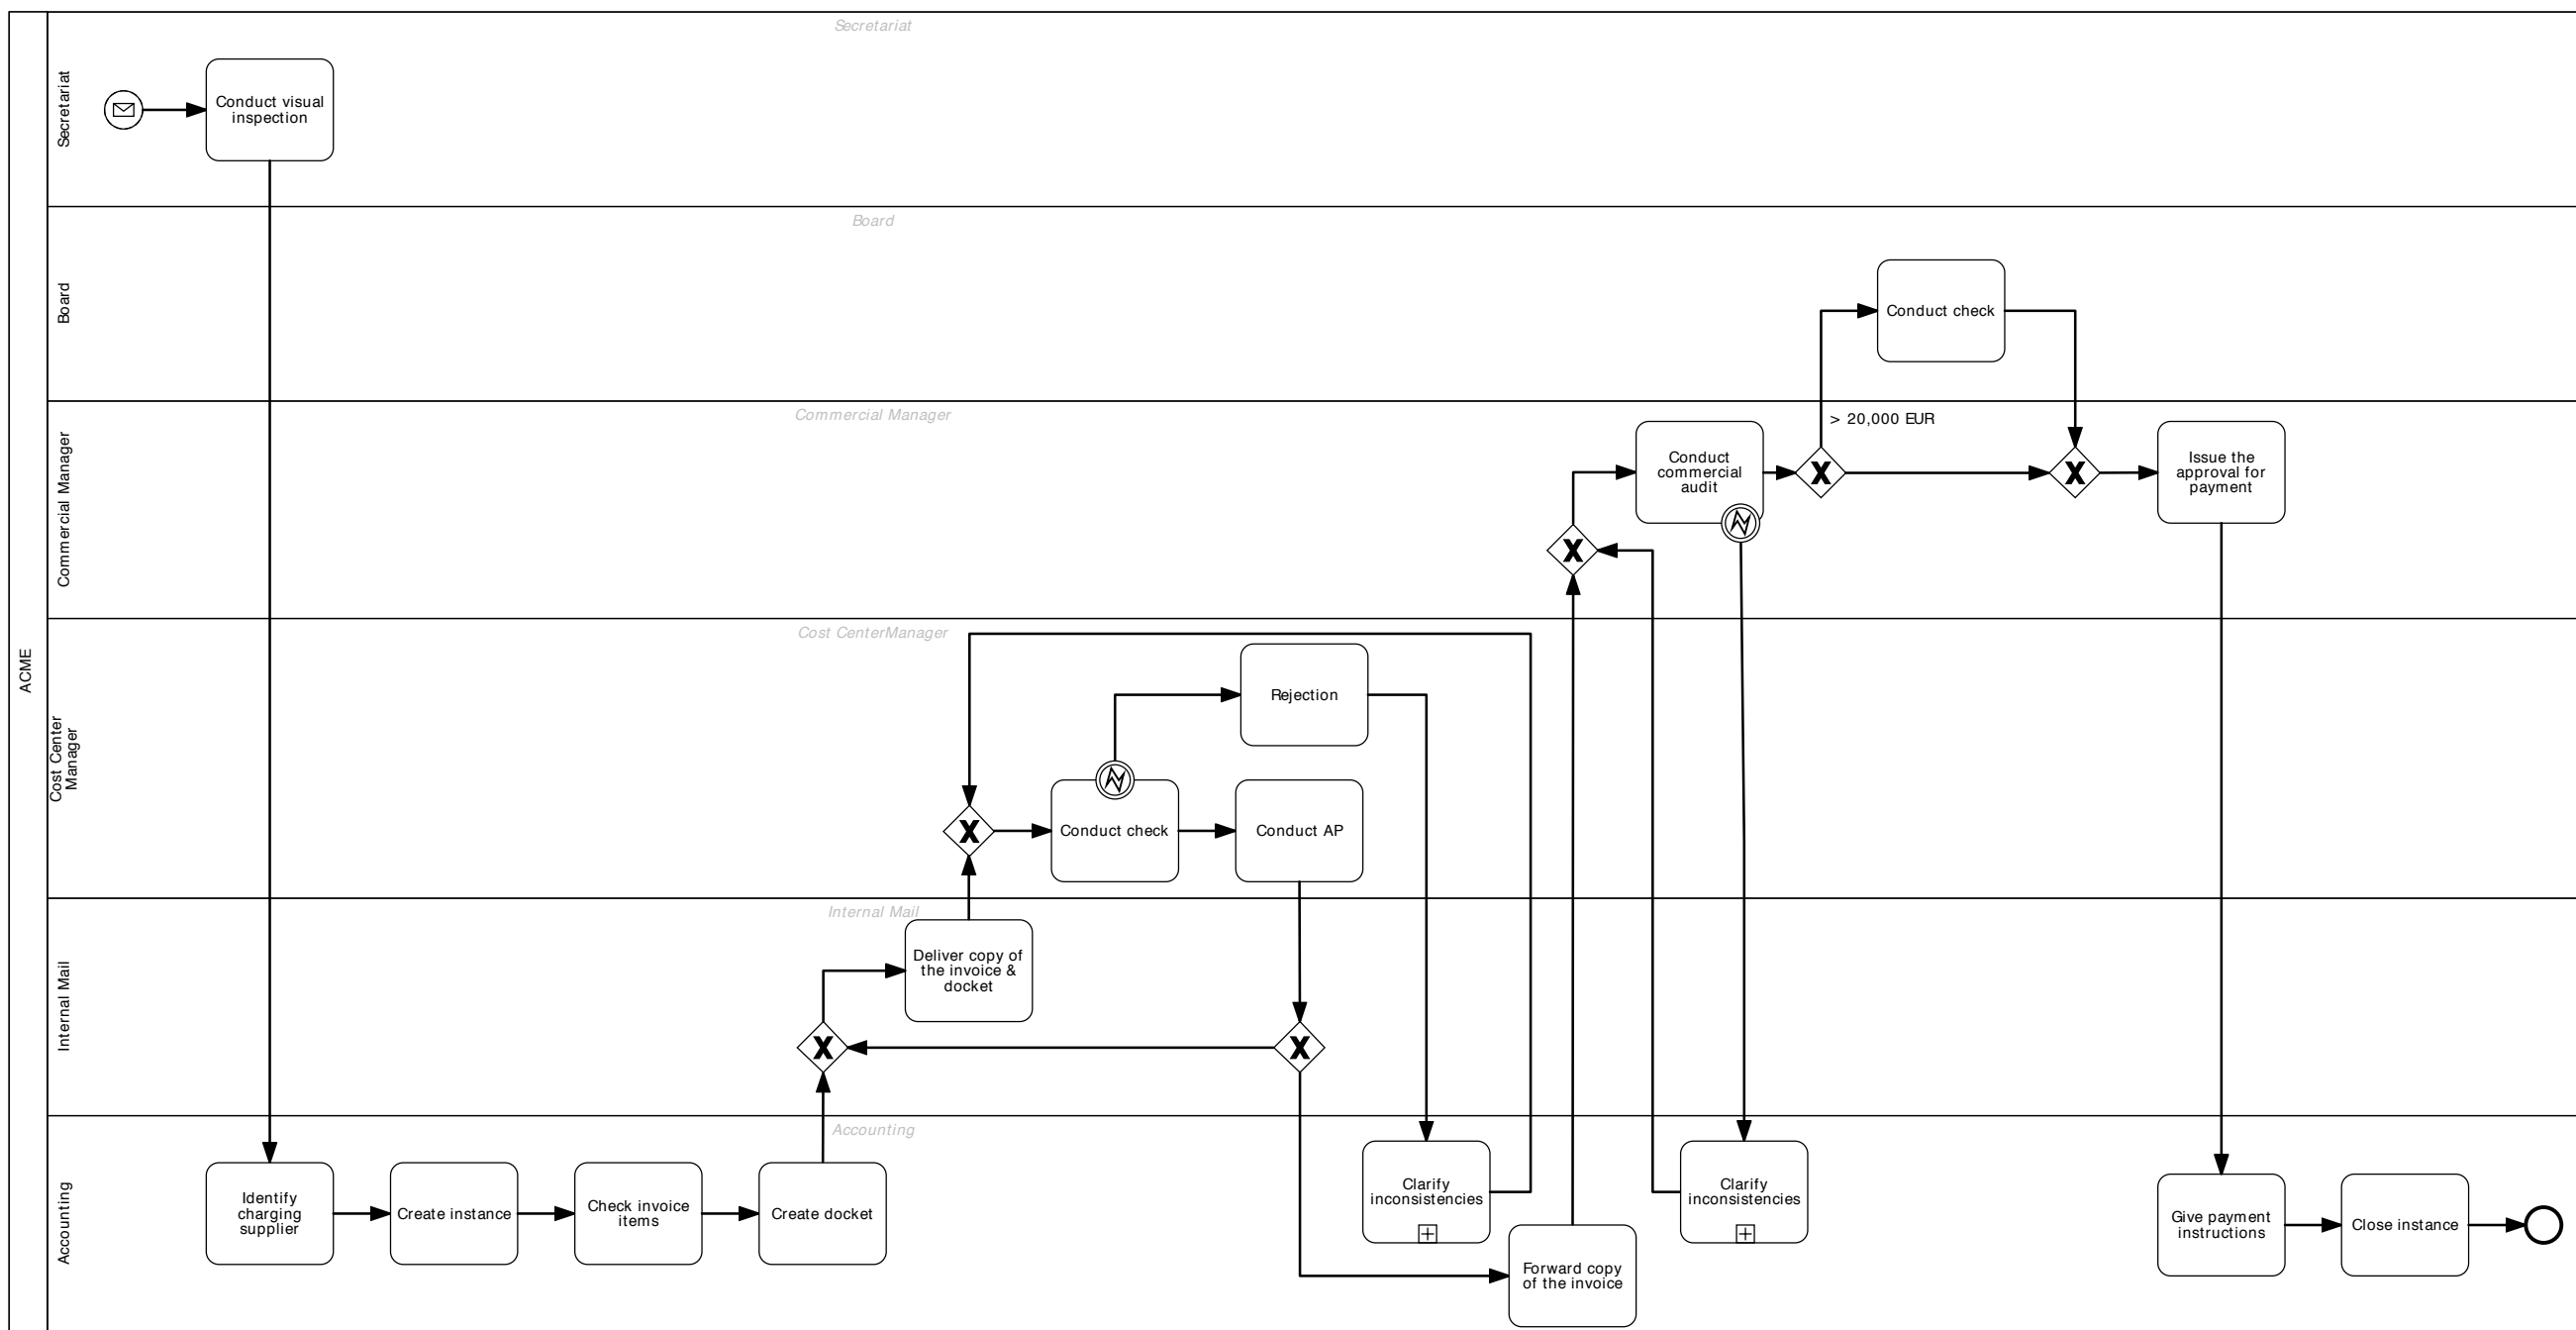 ACME
Secretariat
Secretariat
Conduct visual
inspection
Board
Board
Conduct check
Commercial Manager
Commercial Manager
> 20,000 EUR
Conduct
commercial
audit
Issue the
approval for
payment
Cost Center
Manager
Cost CenterManager
Rejection
Conduct check
Conduct AP
Internal Mail
Internal Mail
Deliver copy of
the invoice &
docket
Accounting
Accounting
Identify
charging
supplier
Create instance
Check invoice
items
Create docket
Clarify
inconsistencies
Forward copy
of the invoice
Clarify
inconsistencies
Give payment
instructions
Close instance